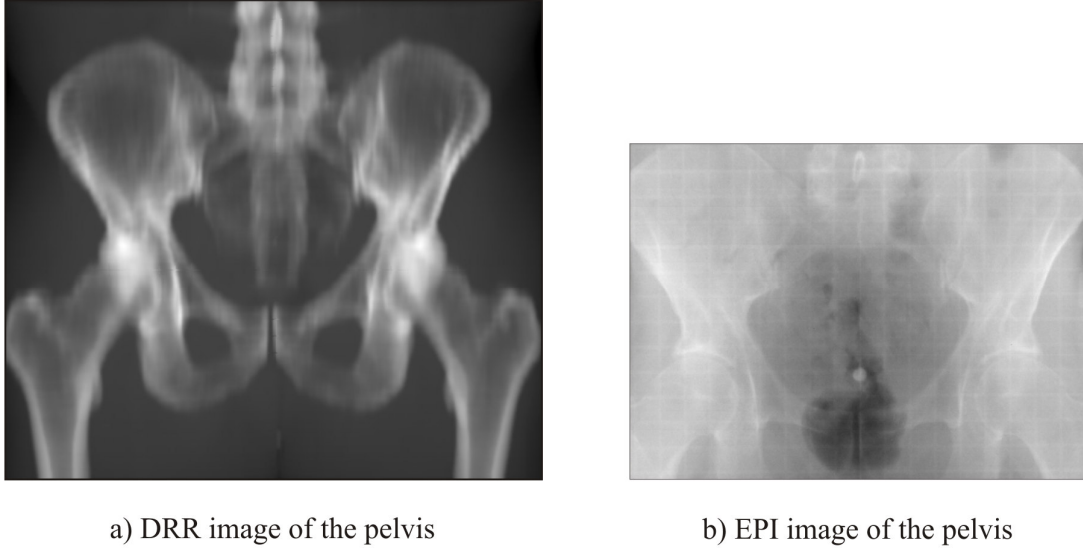 a) DRR image of the pelvis
b) EPI image of the pelvis